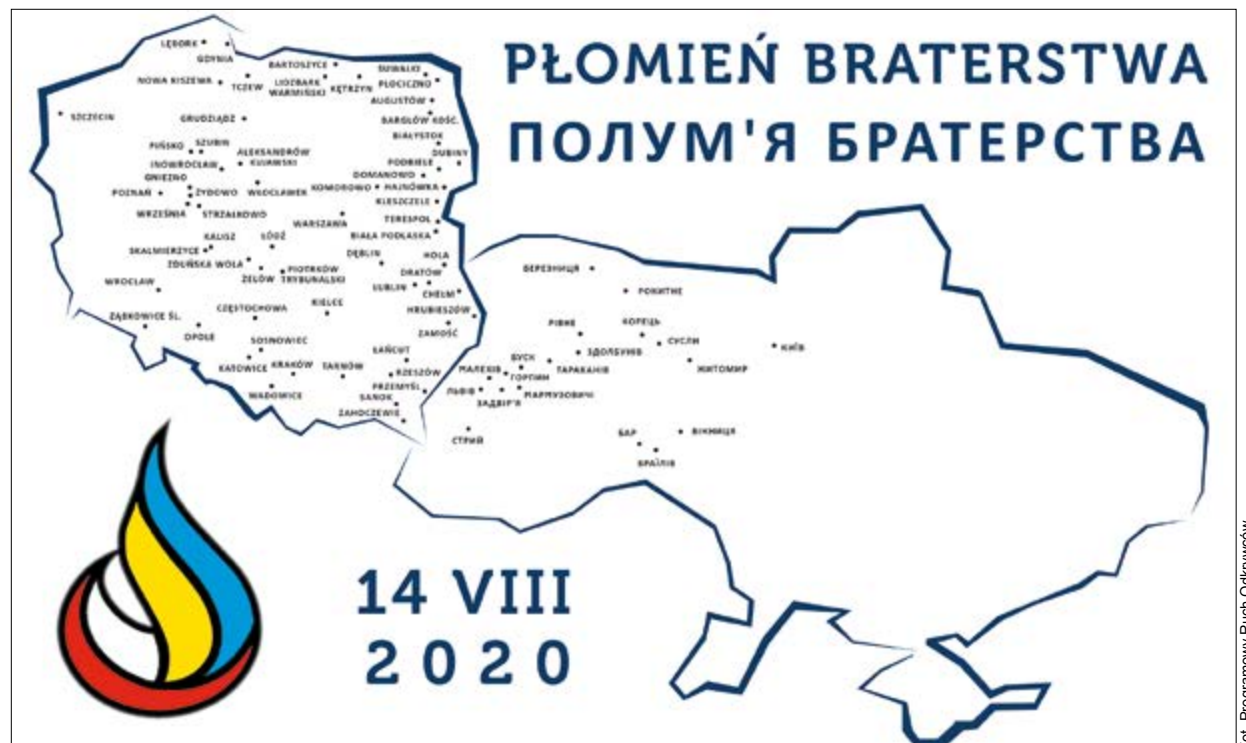 PŁOMIEŃ BRATERSTWA
ПОЛУМ'Я БРАТЕРСТВА
LĘBORK
GDYNIA
BARTOSZYCE
SUWAŁKI
NOWA KISZEWA
TCZEW
LIDZBARK
WARMIŃSKI
KĘTRZYN
PŁOCICZNO
AUGUSTÓW
SZCZECIN
GRUDZIĄDZ
BARGŁÓW KOŚC.
BIAŁYSTOK
PIŃSKO
SZUBIN
ALEKSANDRÓW
KUJAWSKI
DUBINY
INOWROCŁAW
PODBIELE
GNIEZNO
DOMANOWO
POZNAŃ
ŻYDOWO
WŁOCŁAWEK
KOMOROWO
HAJNÓWKA
KLESZCZELE
WRZEŚNIA
STRZAŁKOWO
WARSZAWA
TERESPOL
KALISZ
ŁÓDŹ
BIAŁA PODLASKA
SKALMIERZYCE
DĘBLIN
HOLA
ZDUŃSKA WOLA
PIOTRKÓW
TRYBUNALSKI
DRATÓW
ZELÓW
WROCŁAW
LUBLIN
CHEŁM
ZĄBKOWICE ŚL.
CZĘSTOCHOWA
KIELCE
HRUBIESZÓW
OPOLE
ZAMOŚĆ
SOSNOWIEC
ŁAŃCUT
KATOWICE
KRAKÓW
TARNÓW
RZESZÓW
WADOWICE
PRZEMYŚL
SANOK
ZAHOCZEWIE
БЕРЕЗНИЦЯ
РОКИТНЕ
РІВНЕ
КОРЕЦЬ
СУСЛИ
КИЇВ
ЗДОЛБУНІВ
ЖИТОМИР
БУСК
ТАРАКАНІВ
МАЛЕХІВ
ГОРПИН
ЛЬВІВ
МАРМУЗОВИЧІ
ЗАДВІР'Я
СТРИЙ
БАР
ВІННИЦЯ
БРАЇЛІВ
14 VIII
2020
Programowy Ruch Odkrywców